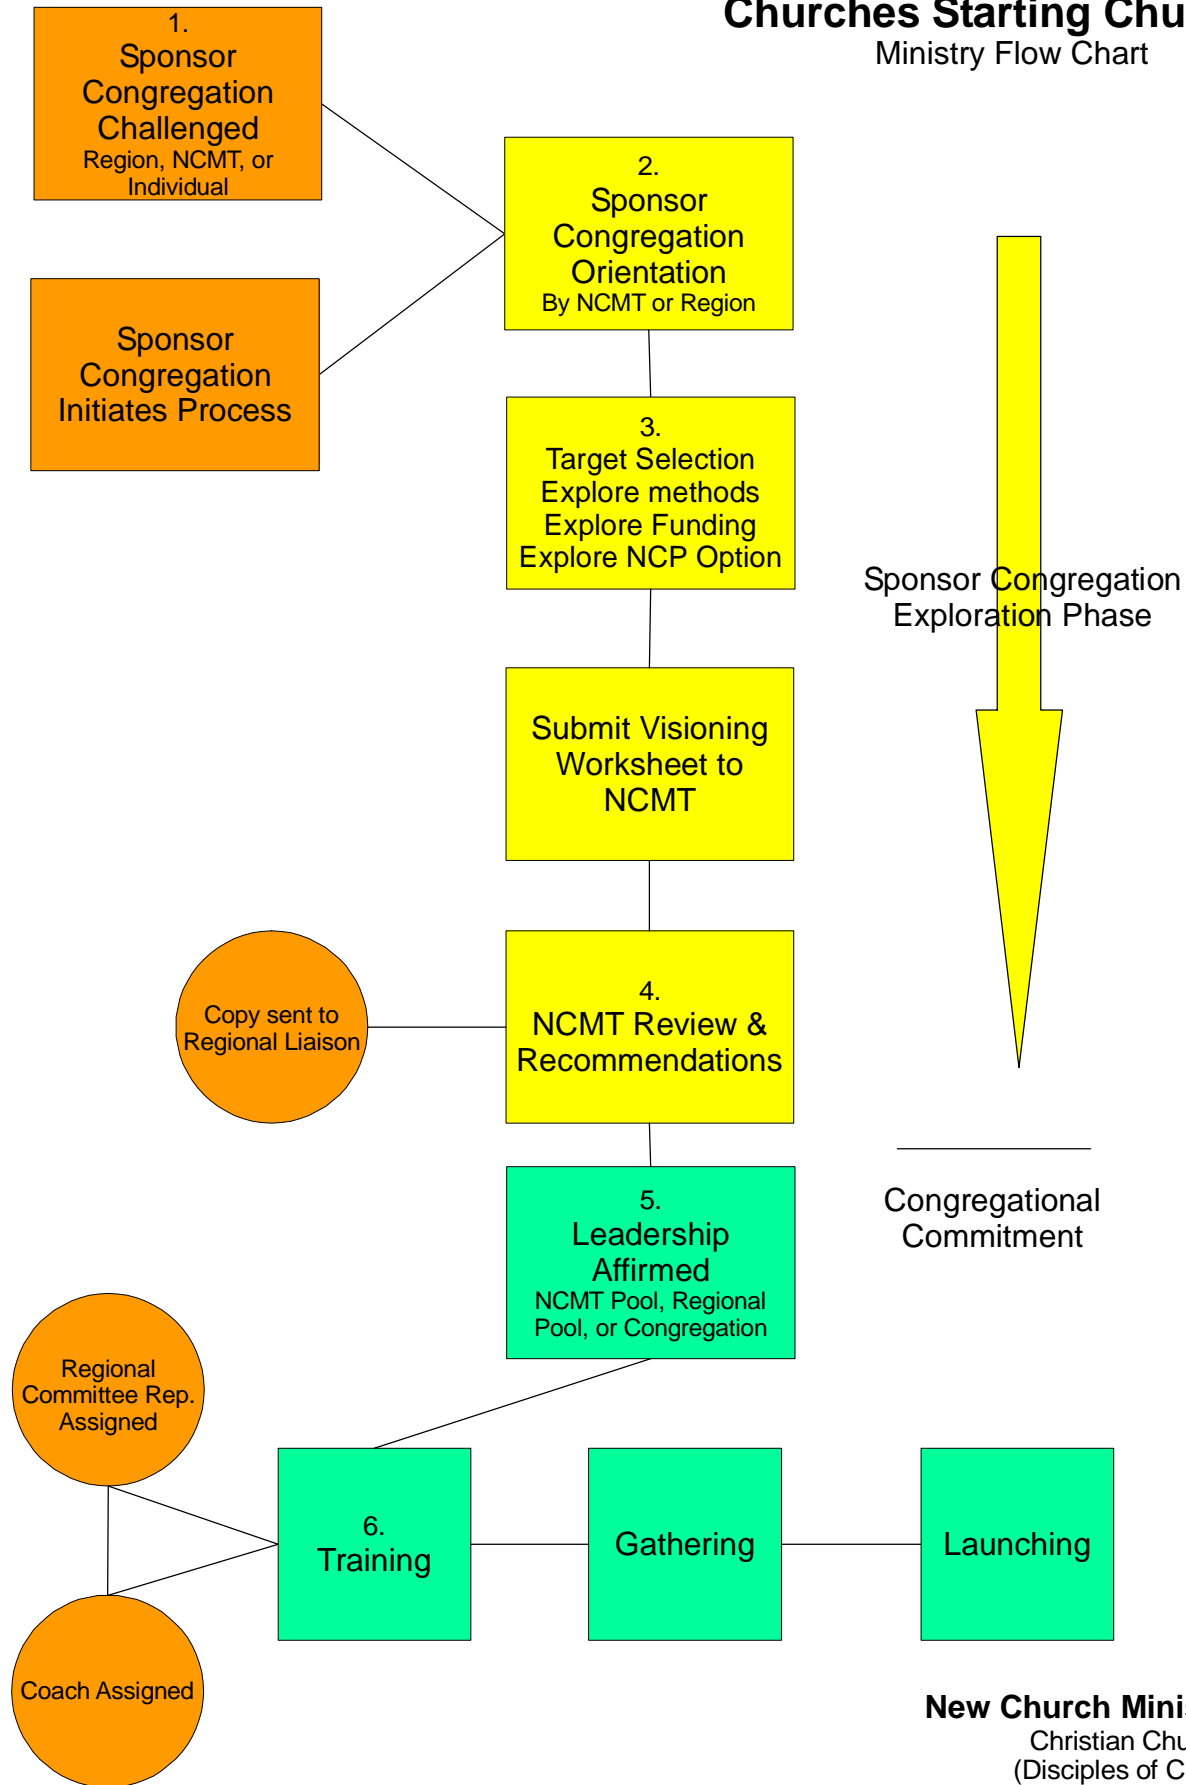 Churches Starting
Ministry Flow Chart
1.
Sponsor
Congregation
Challenged
Region, NCMT, or
Individual
Sponsor
Congregation
Initiates Process
2.
Sponsor
Congregation
Orientation
By NCMT or Region
3.
Target Selection
Explore methods
Explore Funding
Explore NCP Option
Sponsor Congregation
Exploration Phase
Submit Visioning
Worksheet to
NCMT
Copy sent to
Regional Liaison
4.
NCMT Review &
Recommendations
Congregational
Commitment
5.
Leadership
Affirmed
NCMT Pool, Regional
Pool, or Congregation
Regional
Committee Rep.
Assigned
Coach Assigned
6.
Training
Gathering
Launching
New Church
Christian
(Disciples of